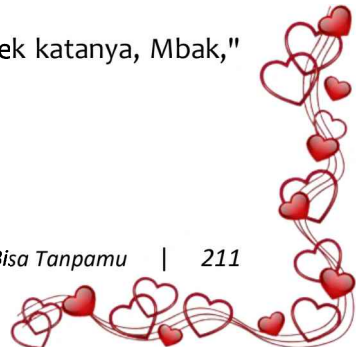 ek katanya, Mbak,"
Bisa Tanpamu | 211